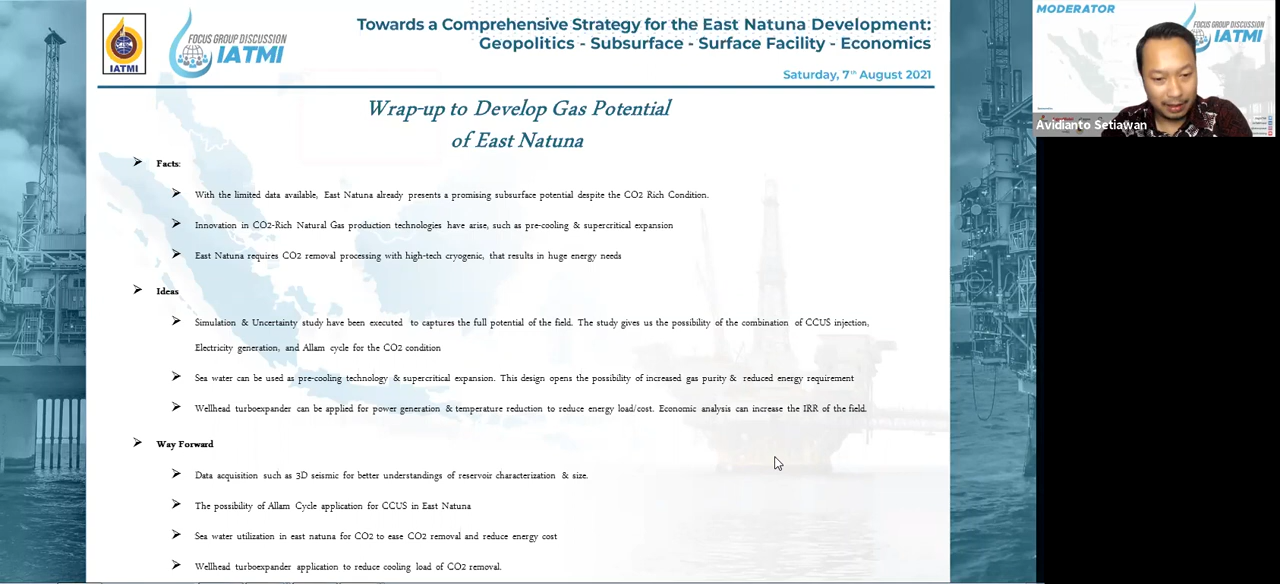 IATMI
FOCUS GROUP DISCUSSION
IATMI
Towards a Comprehensive Strategy for the East Natuna Development:
Geopolitics - Subsurface - Surface Facility - Economics
Saturday, 7th August 2021
Wrap-up to Develop Gas Potential
of East Natuna
Facts:
With the limited data available, East Natuna already presents a promising subsurface potential despite the CO2 Rich Condition.
Innovation in CO2-Rich Natural Gas production technologies have arise, such as pre-cooling & supercritical expansion
East Natuna requires CO2 removal processing with high-tech cryogenic, that results in huge energy needs
Ideas
Simulation & Uncertainty study have been executed to captures the full potential of the field. The study gives us the possibility of the combination of CCUS injection,
Electricity generation, and Allam cycle for the CO2 condition
Sea water can be used as pre-cooling technology & supercritical expansion. This design opens the possibility of increased gas purity & reduced energy requirement
Wellhead turboexpander can be applied for power generation & temperature reduction to reduce energy load/cost. Economic analysis can increase the IRR of the field.
Way Forward
Data acquisition such as 3D seismic for better understandings of reservoir characterization & size.
The possibility of Allam Cycle application for CCUS in East Natuna
Sea water utilization in east natuna for CO2 to ease CO2 removal and reduce energy cost
Wellhead turboexpander application to reduce cooling load of CO2 removal.
MODERATOR
FOCUS GROUP DISCUSSION
IATMI
Avidianto Setiawan